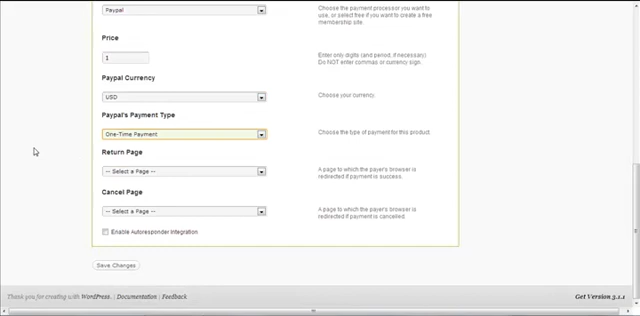 Paypal
Choose the payment processor you want to
use, or select free if you want to create a free
membership site.
Price
1
Enter only digits (and period, if necessary)
Do NOT enter commas or currency sign.
Paypal Currency
USD
Choose your currency.
Paypal's Payment Type
One-Time Payment
Choose the type of payment for this product.
Return Page
-- Select a Page --
A page to which the payer's browser is
redirected if payment is success.
Cancel Page
-- Select a Page --
A page to which the payer's browser is
redirected if payment is cancelled.
Enable Autoresponder Integration
Save Changes
Thank you for creating with WordPress. | Documentation | Feedback
Get Version 3.1.1